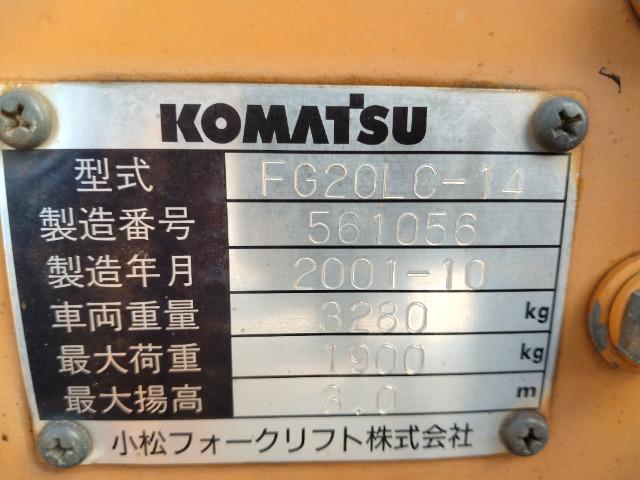 KOMATSU
型式 FG20LC-14
製造番号 561056
製造年月 2001-10
車両重量 3280 kg
最大荷重 1900 kg
最大揚高 3.0 m
小松フォークリフト株式会社